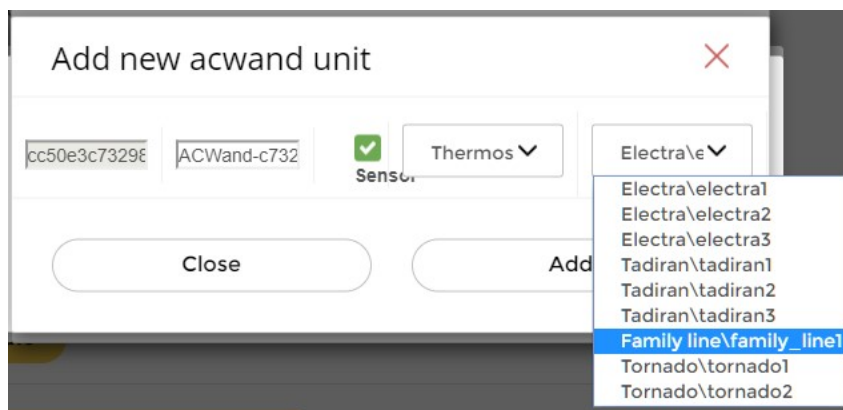 Add new acwand unit
cc50e3c73298
ACWand-c732
Sensor
Thermos
Electra\e
Electra\electra1
Electra\electra2
Electra\electra3
Tadiran\tadiran1
Tadiran\tadiran2
Tadiran\tadiran3
Family line\family_line1
Tornado\tornado1
Tornado\tornado2
Close
Add